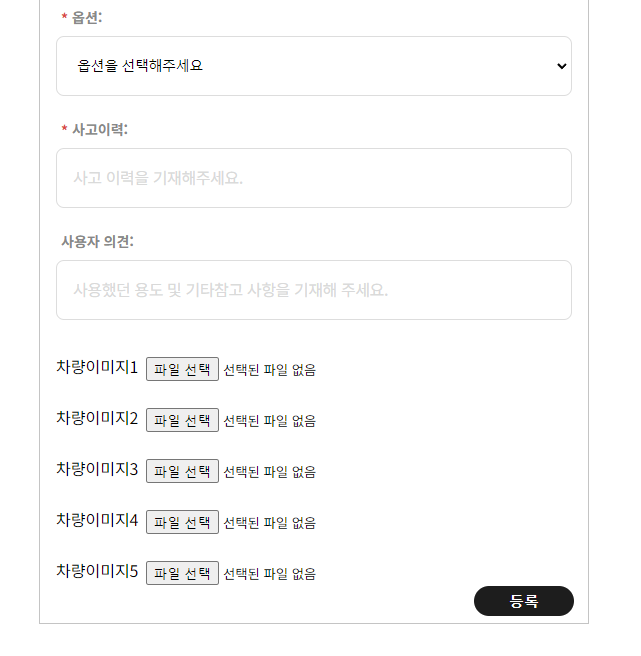 * 옵션:
옵션을 선택해주세요
* 사고이력:
사고 이력을 기재해주세요.
사용자 의견:
사용했던 용도 및 기타참고 사항을 기재해 주세요.
차량이미지1 파일 선택 선택된 파일 없음
차량이미지2 파일 선택 선택된 파일 없음
차량이미지3 파일 선택 선택된 파일 없음
차량이미지4 파일 선택 선택된 파일 없음
차량이미지5 파일 선택 선택된 파일 없음
등록